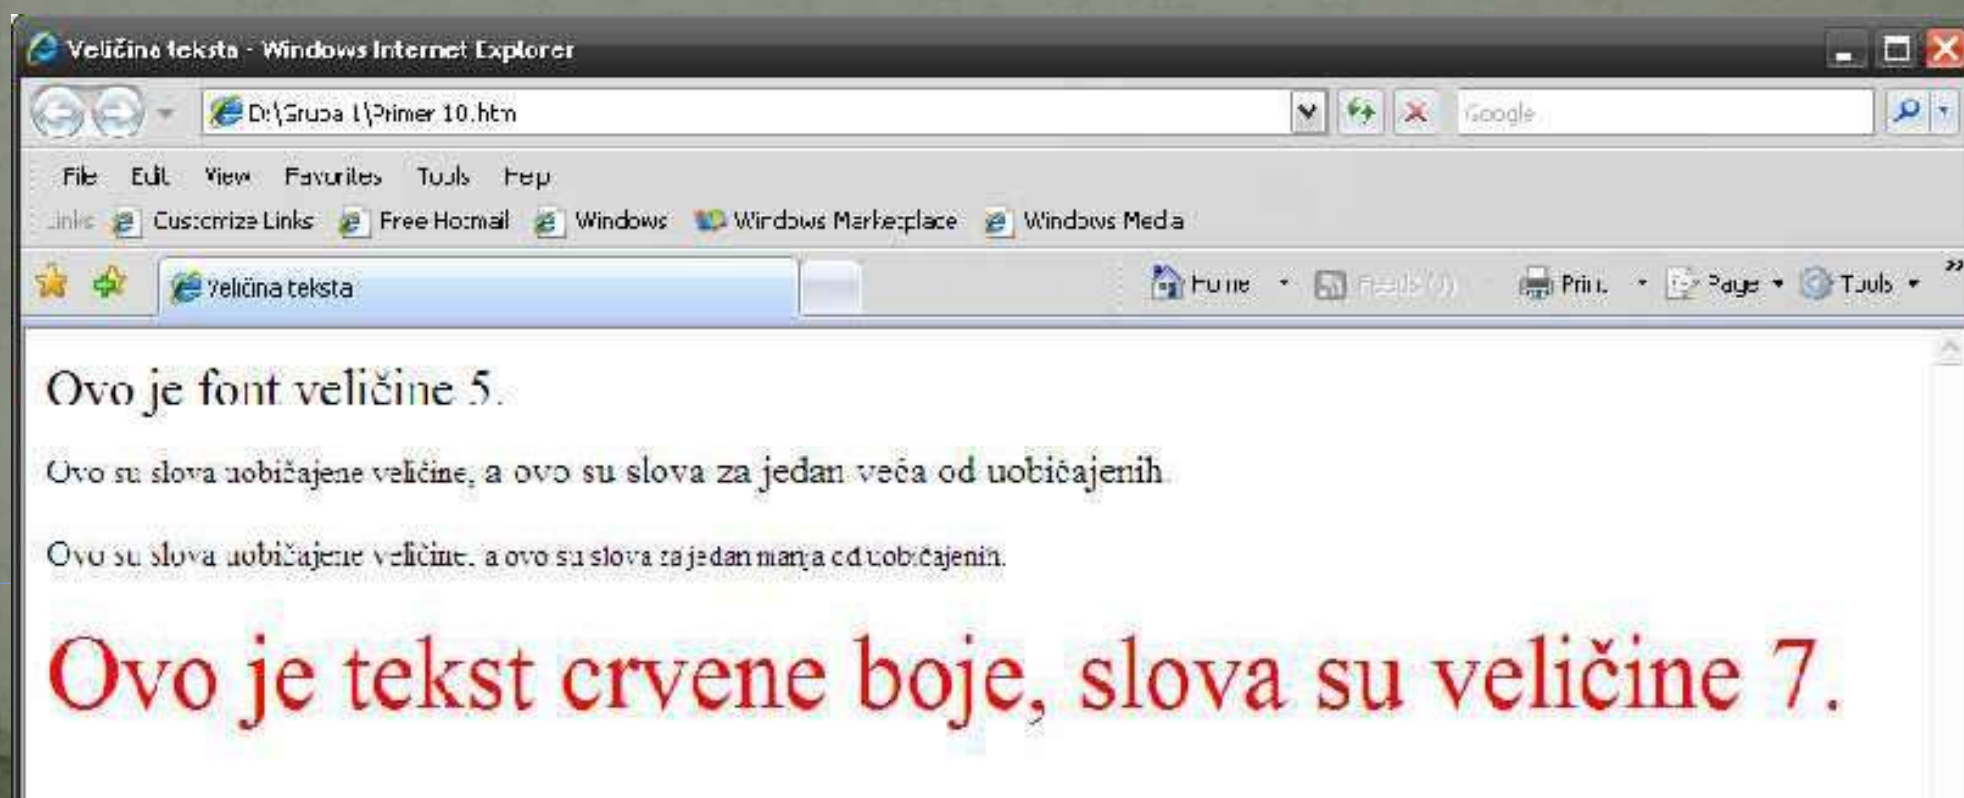 Veličina teksta - Windows Internet Explorer
D:\Grupa 1\Primer 10.htm
Google
File Edit View Favorites Tools Help
Links Customize Links Free Hotmail Windows Windows Marketplace Windows Media
Veličina teksta
Home Feeds (J) Print Page Tools »
Ovo je font veličine 5.
Ovo su slova uobičajene veličine, a ovo su slova za jedan veća od uobičajenih.
Ovo su slova uobičajene veličine, a ovo su slova za jedan manja od uobičajenih.
Ovo je tekst crvene boje, slova su veličine 7.